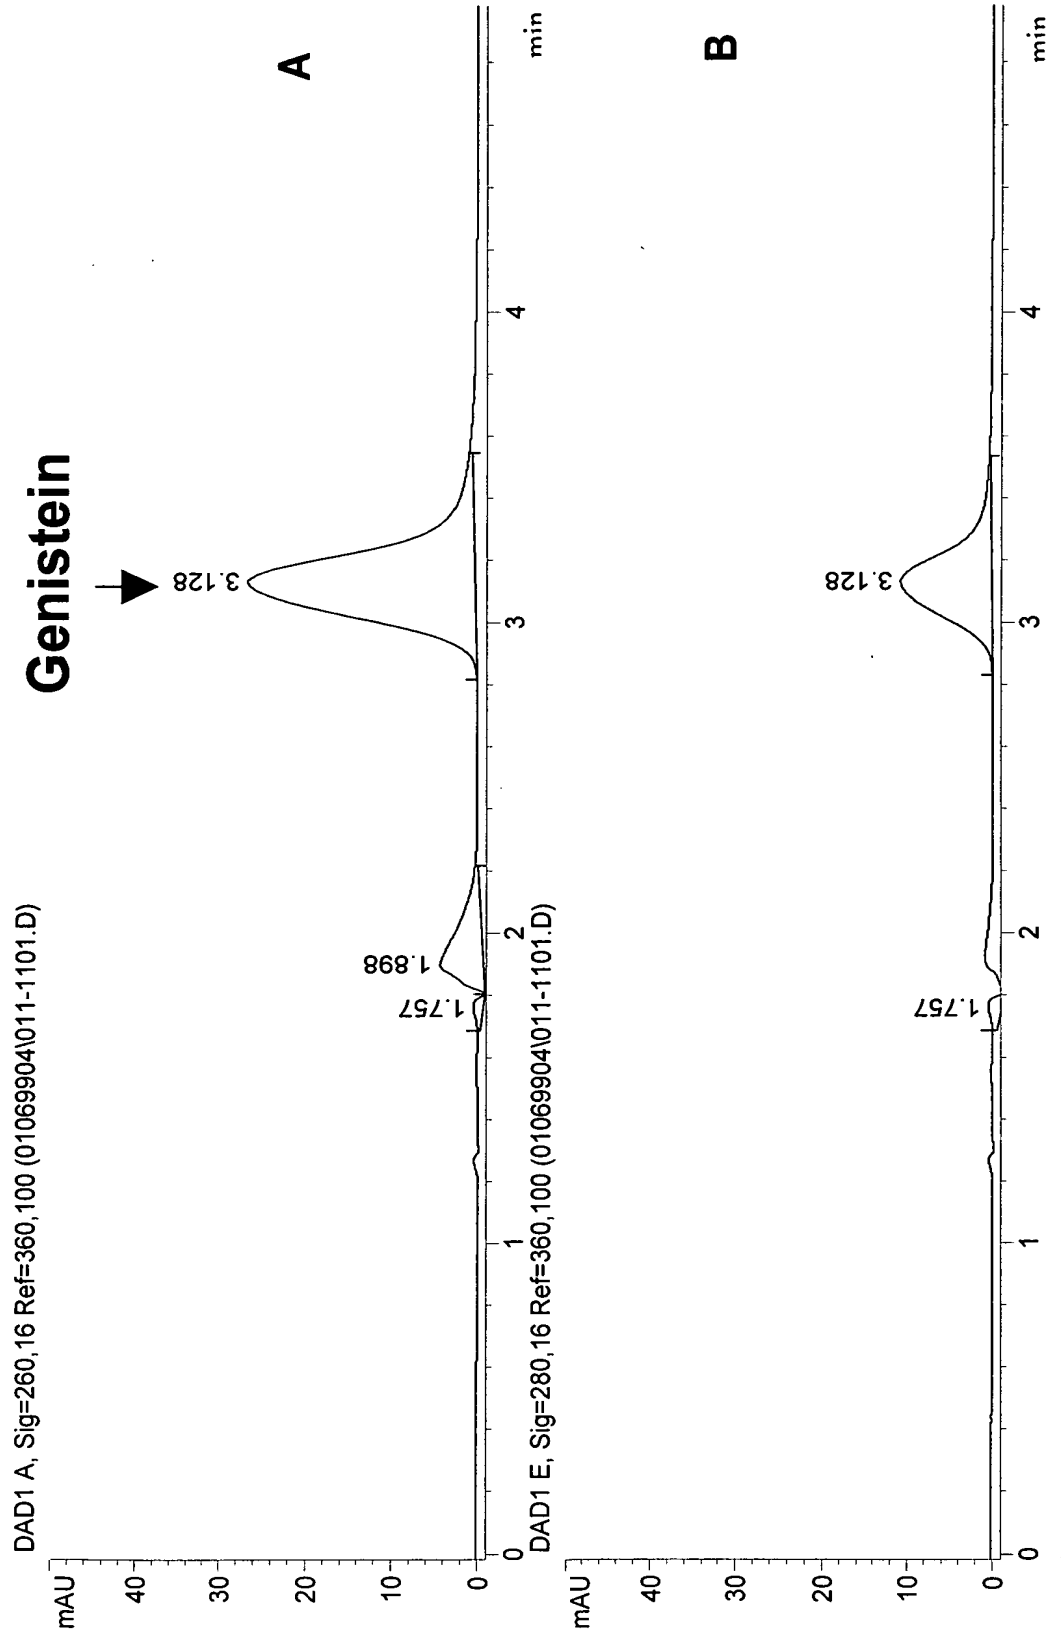 Genistein
DAD1 A, Sig=260,16 Ref=360,100 (01069904\011-1101.D)
mAU
40
30
20
10
0
1.757
1.898
3.128
A
0
1
2
3
4
min
DAD1 E, Sig=280,16 Ref=360,100 (01069904\011-1101.D)
mAU
40
30
20
10
0
1.757
3.128
B
0
1
2
3
4
min